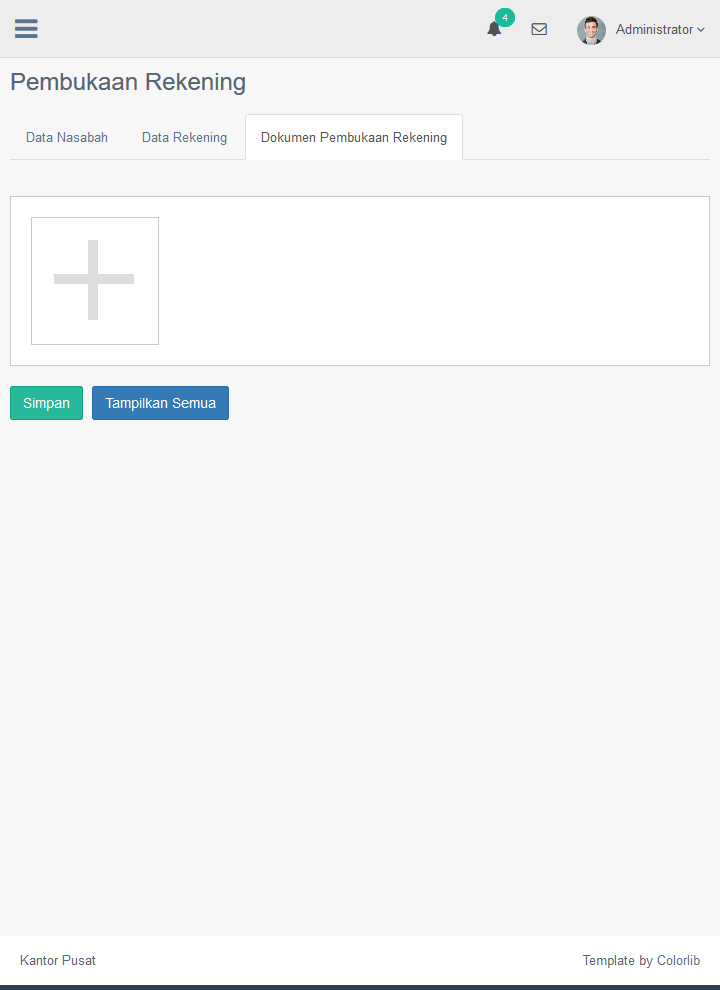 4
Administrator
Pembukaan Rekening
Data Nasabah
Data Rekening
Dokumen Pembukaan Rekening
Simpan
Tampilkan Semua
Kantor Pusat
Template by Colorlib